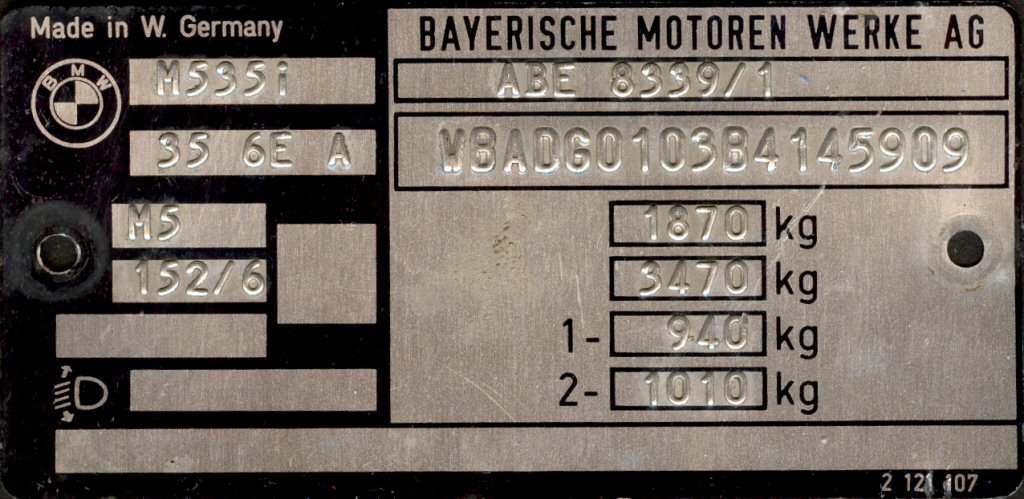 Made in W. Germany
BAYERISCHE MOTOREN WERKE AG
BMW
M535i
ABE 8339/1
35 6E A
WBADG0103B4145909
M5
1870 kg
152/6
3470 kg
1- 940 kg
2- 1010 kg
2 121 107